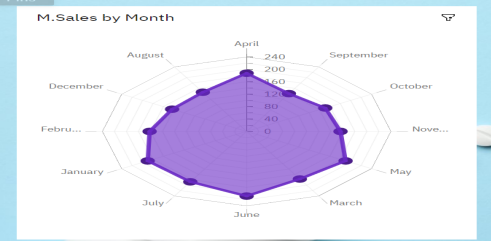 M.Sales by Month
April
August
September
240
200
160
120
80
40
0
December
October
Febru...
Nove...
January
May
July
March
June